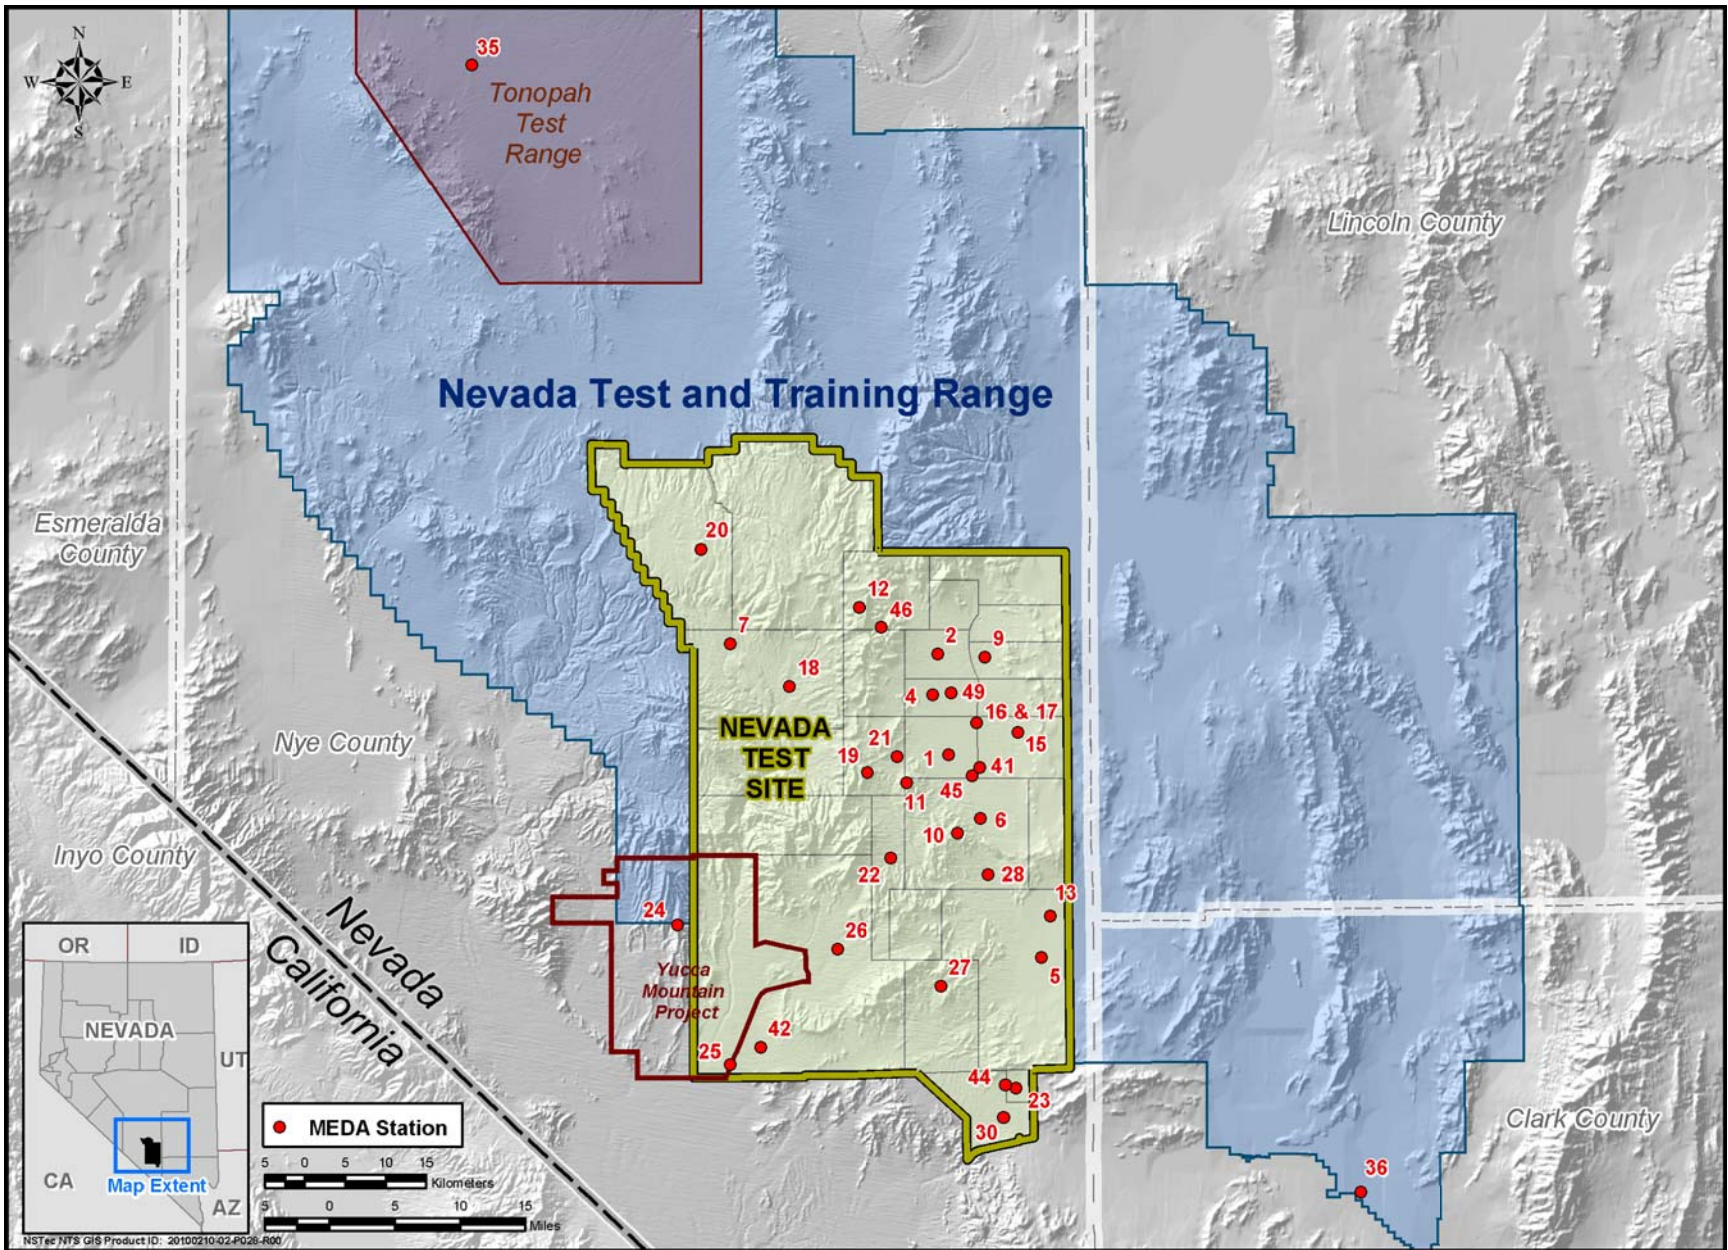 N
W
E
S
35
Tonopah
Test
Range
Lincoln County
Nevada Test and Training Range
Esmeralda
County
20
12
46
7
2
9
18
4
49
16 & 17
NEVADA
TEST
SITE
15
Nye County
21
1
41
19
45
11
6
10
Inyo County
22
28
13
24
Nevada
California
26
5
27
Yucca
Mountain
Project
42
25
44
23
30
Clark County
36
OR
ID
NEVADA
UT
CA
AZ
Map Extent
MEDA Station
5 0 5 10 15
Kilometers
5 0 5 10 15
Miles
NSTec NTS GIS Product ID: 20100210-02-P028-R00